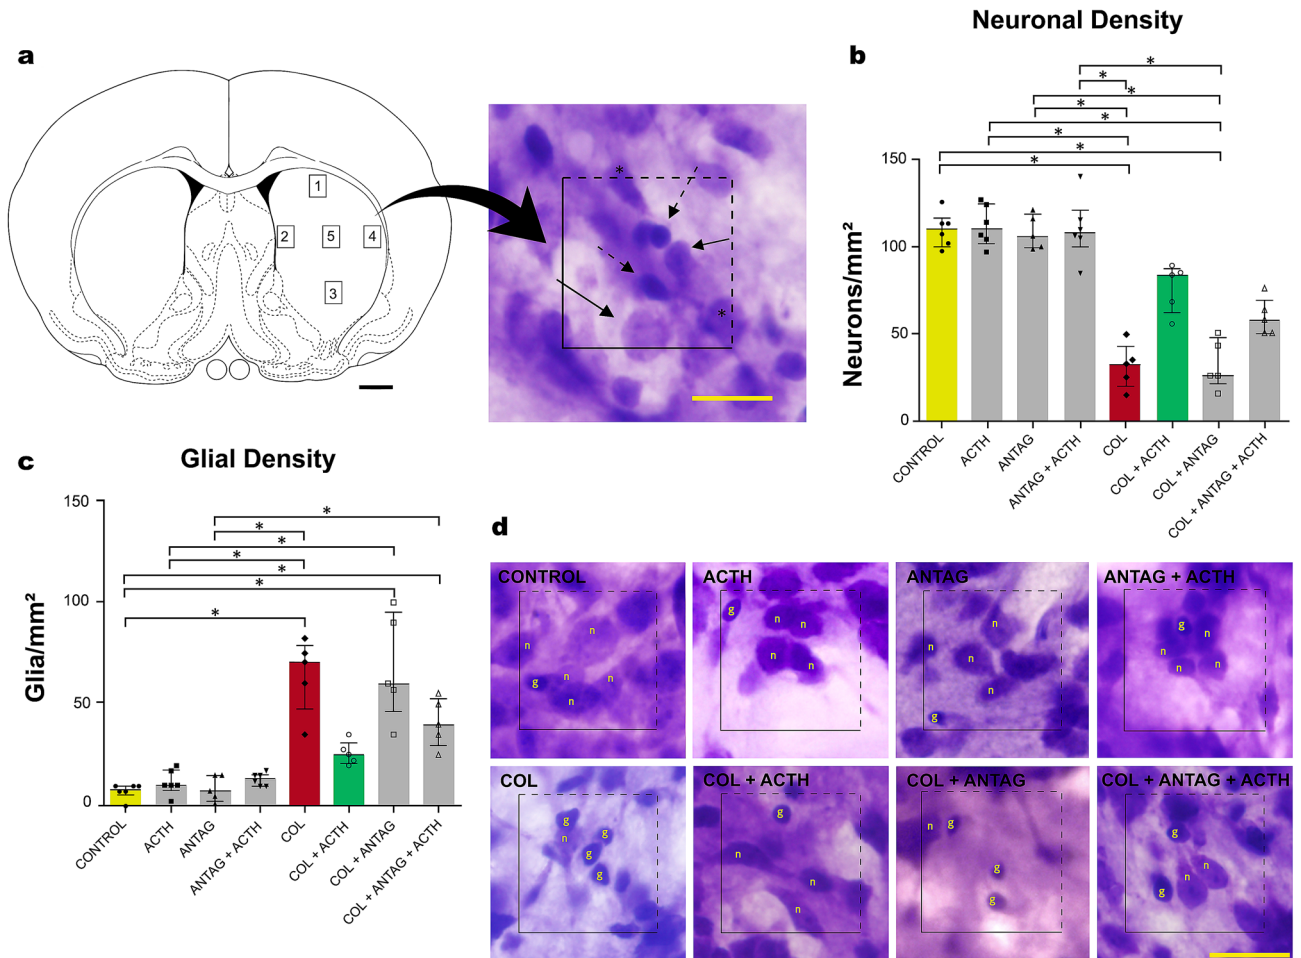 a
1
2
5
4
3
*
*
b
Neuronal Density
*
*
*
*
*
*
*
*
Neurons/mm²
150
100
50
0
CONTROL
ACTH
ANTAG
ANTAG + ACTH
COL
COL + ACTH
COL + ANTAG
COL + ANTAG + ACTH
c
Glial Density
*
*
*
*
*
*
*
Glia/mm²
150
100
50
0
CONTROL
ACTH
ANTAG
ANTAG + ACTH
COL
COL + ACTH
COL + ANTAG
COL + ANTAG + ACTH
d
CONTROL
n
n
n
n
g
n
ACTH
g
n
n
n
n
ANTAG
n
n
n
n
g
ANTAG + ACTH
g
n
n
n
n
COL
g
g
n
g
g
COL + ACTH
g
n
n
n
COL + ANTAG
n
g
g
g
COL + ANTAG + ACTH
g
n
n
g